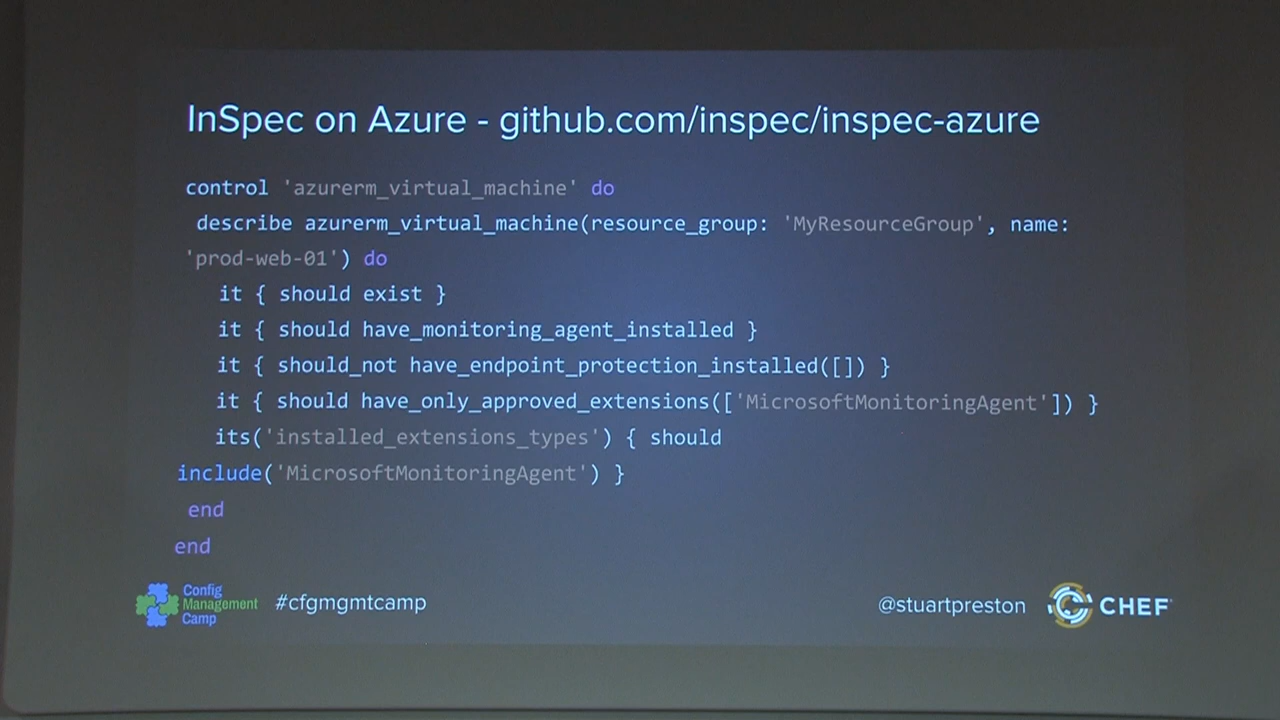 InSpec on Azure - github.com/inspec/inspec-azure
control 'azurerm_virtual_machine' do
describe azurerm_virtual_machine(resource_group: 'MyResourceGroup', name:
'prod-web-01') do
it { should exist }
it { should have_monitoring_agent_installed }
it { should_not have_endpoint_protection_installed([]) }
it { should have_only_approved_extensions(['MicrosoftMonitoringAgent']) }
its('installed_extensions_types') { should
include('MicrosoftMonitoringAgent') }
end
end
Config
Management
Camp
#cfgmgmtcamp
@stuartpreston
CHEF